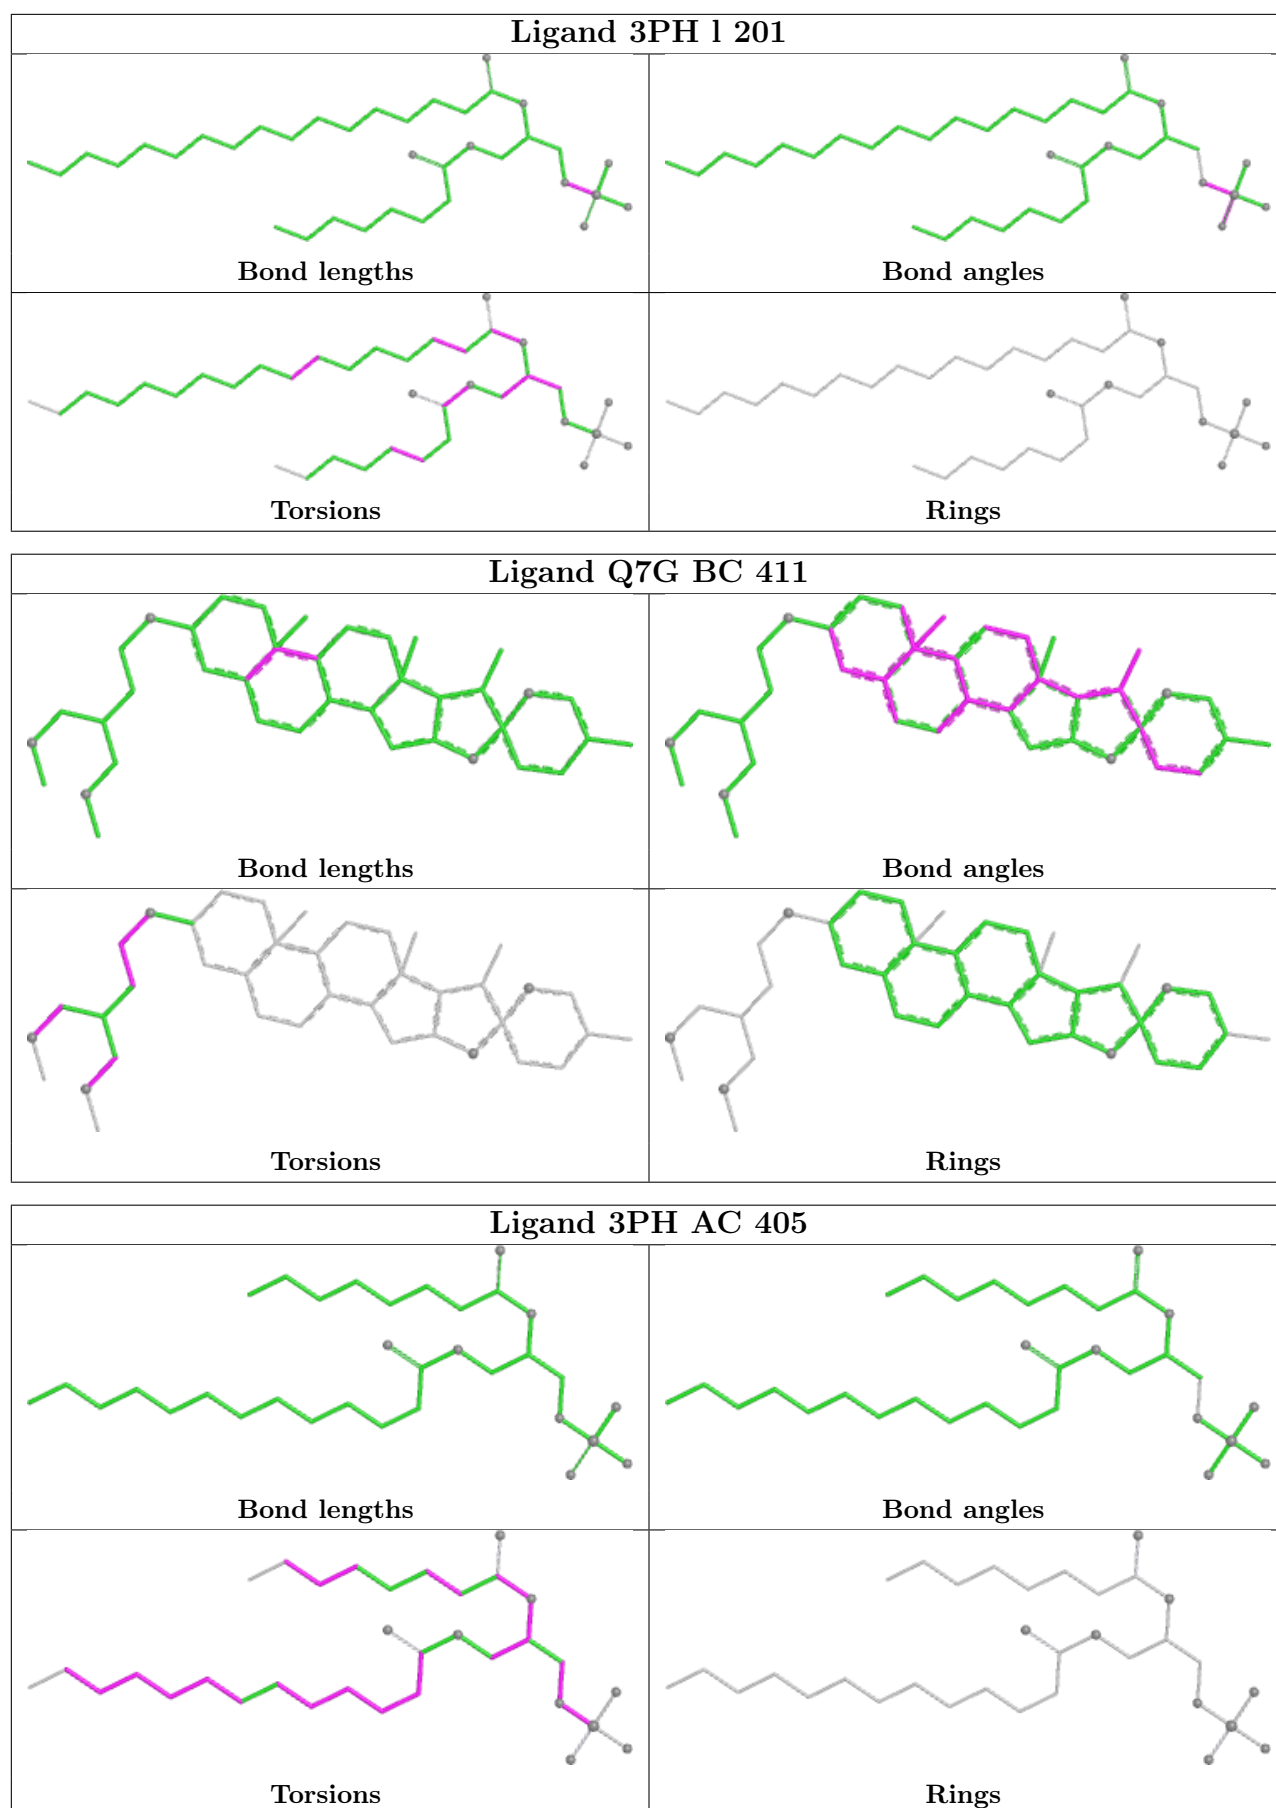 Ligand 3PH l 201
Bond lengths
Bond angles
Torsions
Rings
Ligand Q7G BC 411
Bond lengths
Bond angles
Torsions
Rings
Ligand 3PH AC 405
Bond lengths
Bond angles
Torsions
Rings